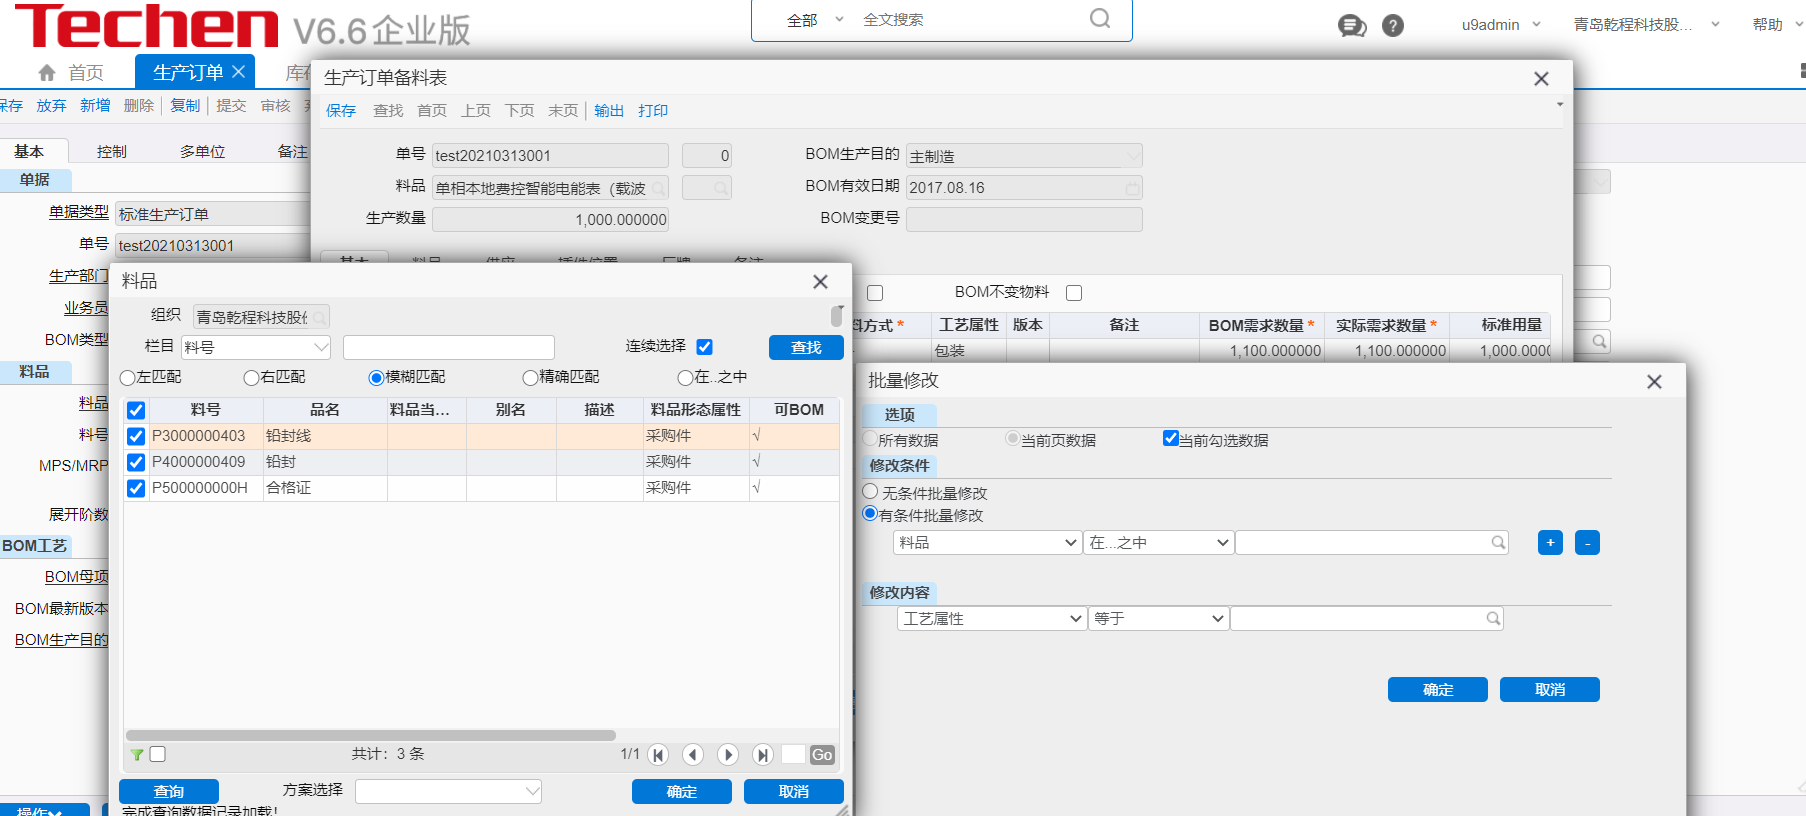 Techen V6.6企业版
全部 全文搜索
u9admin 青岛乾程科技股... 帮助
首页 生产订单
保存 放弃 新增 删除 复制 提交 审核
基本 控制 多单位 备注
单据
单据类型 标准生产订单
单号 test20210313001
生产部门
业务员
BOM类型
料品
料品
料号
MPS/MRP
展开阶数
BOM工艺
BOM母项
BOM最新版本
BOM生产目的
操作
生产订单备料表
保存 查找 首页 上页 下页 末页 输出 打印
单号 test20210313001 0 BOM生产目的 主制造
料品 单相本地费控智能电能表（载波 BOM有效日期 2017.08.16
生产数量 1,000.000000 BOM变更号
基本 料品 供应 插件位置 厂牌 备注
BOM不变物料
料方式* 工艺属性 版本 备注 BOM需求数量* 实际需求数量* 标准用量
包装 1,100.000000 1,100.000000 1,000.0000
料品
组织 青岛乾程科技股份
栏目 料号 连续选择 查找
左匹配 右匹配 模糊匹配 精确匹配 在..之中
料号 品名 料品当... 别名 描述 料品形态属性 可BOM
P3000000403 铅封线 采购件 √
P4000000409 铅封 采购件 √
P500000000H 合格证 采购件 √
共计：3 条 1/1 Go
查询 方案选择 确定 取消
完成查询数据记录加载!
批量修改
选项
所有数据 当前页数据 当前勾选数据
修改条件
无条件批量修改
有条件批量修改
料品 在...之中 + -
修改内容
工艺属性 等于
确定 取消